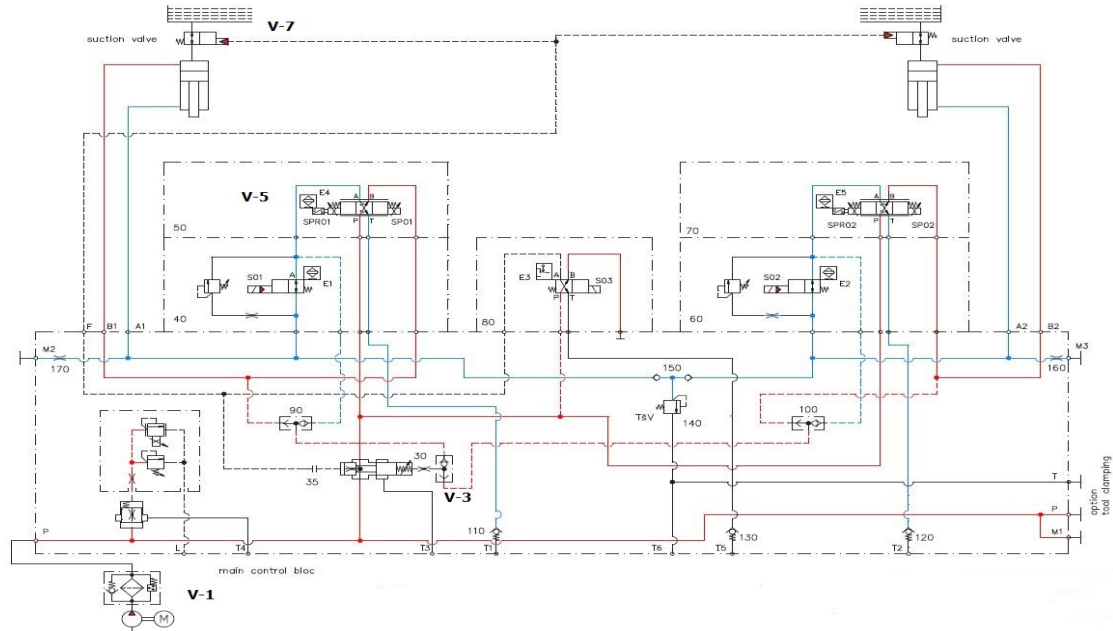 V-7
suction valve
suction valve
V-5
E4
A
B
SPR01
P
T
SP01
50
E5
A
B
SPR02
P
T
SP02
70
S01
A
E1
40
E3
A
B
S03
P
T
80
S02
E2
60
F
B1
A1
A2
B2
M2
170
M3
160
150
T&V
140
90
100
30
35
V-3
T
P
M1
option
tool clamping
110
130
120
P
L
T4
T3
T1
T6
T5
T2
main control bloc
V-1
M